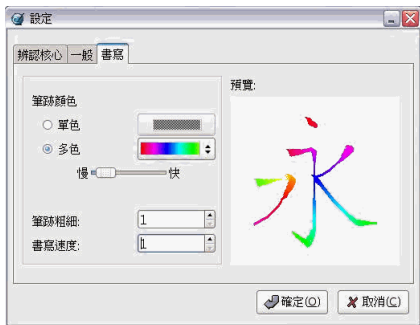 設定
辨認核心 一般 書寫
筆跡顏色
單色
多色
慢 快
筆跡粗細: 1
書寫速度: 1
預覽:
永
確定(O) 取消(C)